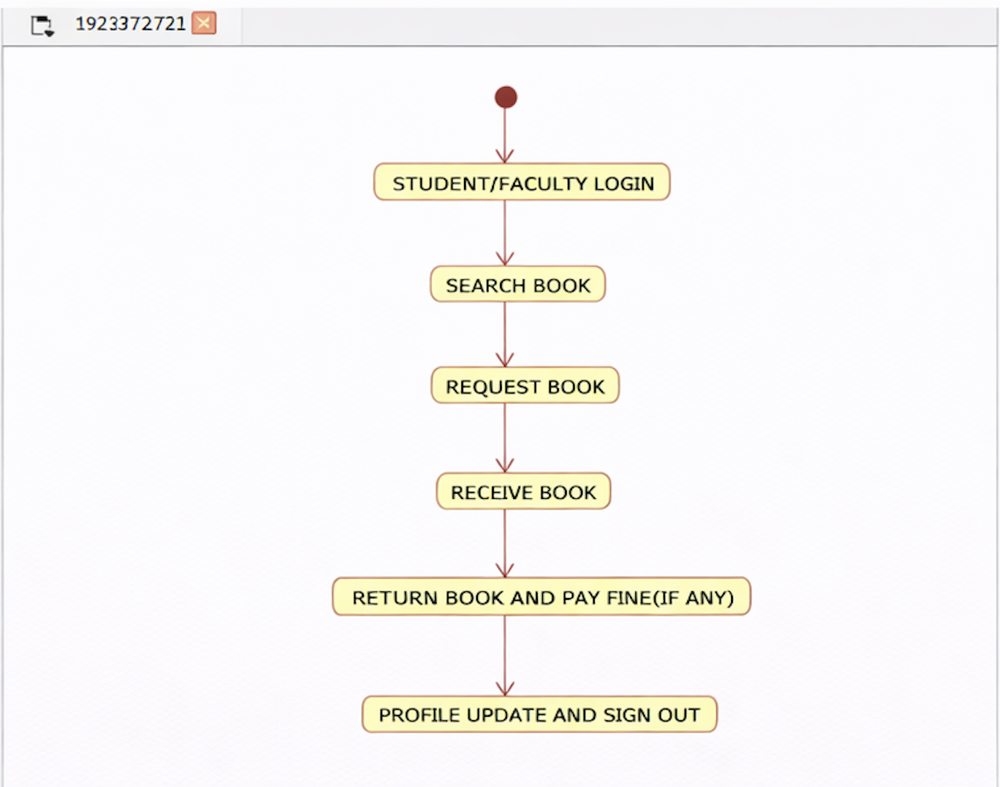 1923372721
STUDENT/FACULTY LOGIN
SEARCH BOOK
REQUEST BOOK
RECEIVE BOOK
RETURN BOOK AND PAY FINE(IF ANY)
PROFILE UPDATE AND SIGN OUT